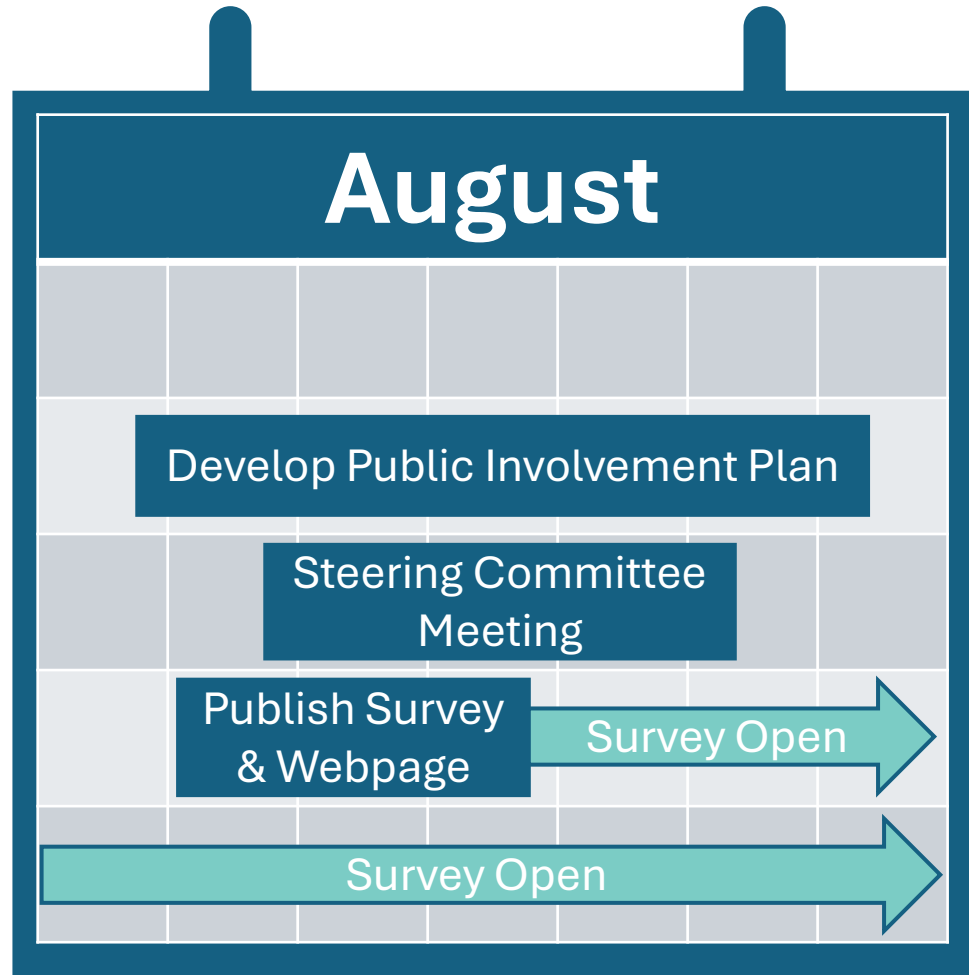 August
Develop Public Involvement Plan
Steering Committee
Meeting
Publish Survey
& Webpage
Survey Open
Survey Open